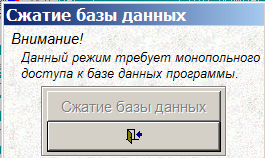 Сжатие базы данных
Внимание!
Данный режим требует монопольного
доступа к базе данных программы.
Сжатие базы данных